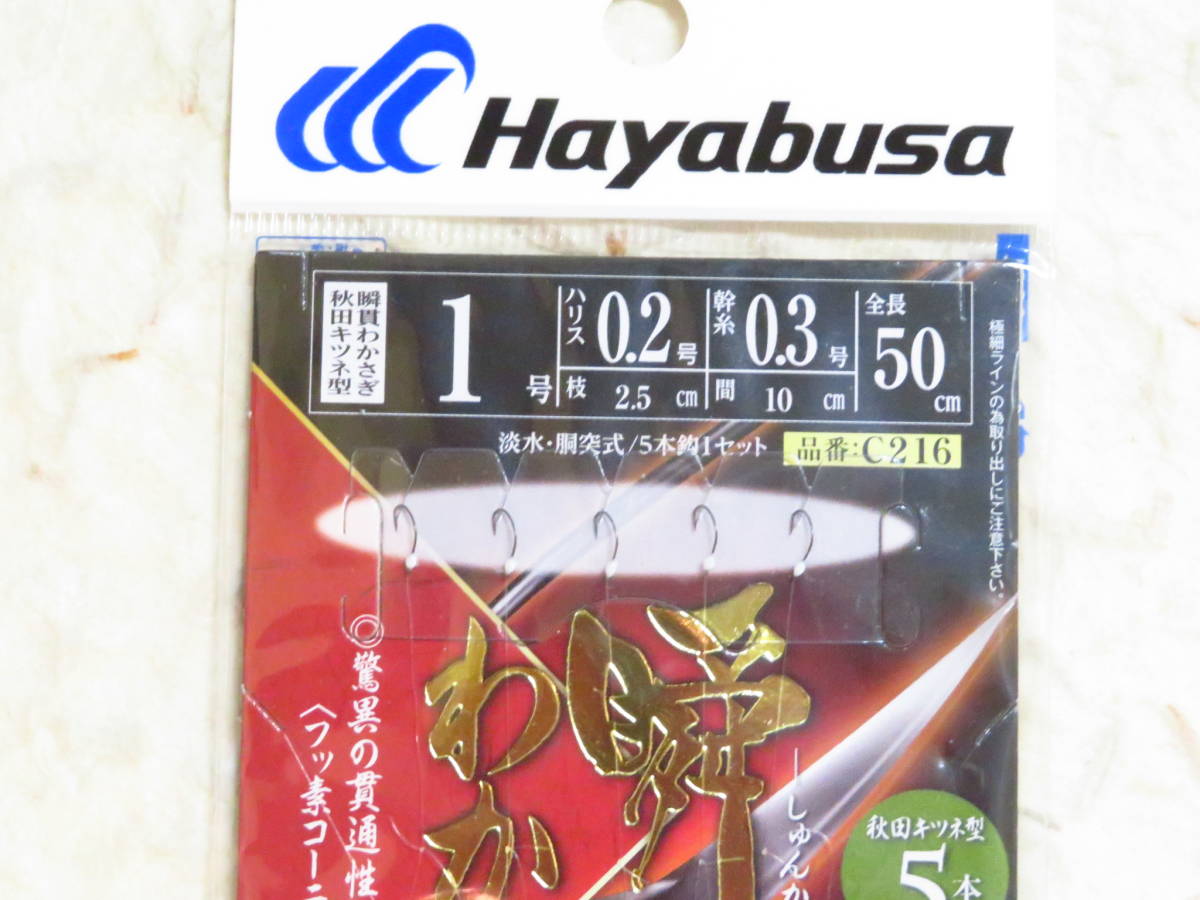 Hayabusa
瞬貫わかさぎ
秋田キツネ型
1号
ハリス 0.2号
枝 2.5cm
幹糸 0.3号
間 10cm
全長 50cm
淡水・胴突式/5本鈎1セット
品番:C216
極細ラインの為取り出しにご注意下さい。
瞬
わか
しゅんか
◎驚異の貫通性
〈フッ素コーニ
秋田キツネ型
5本